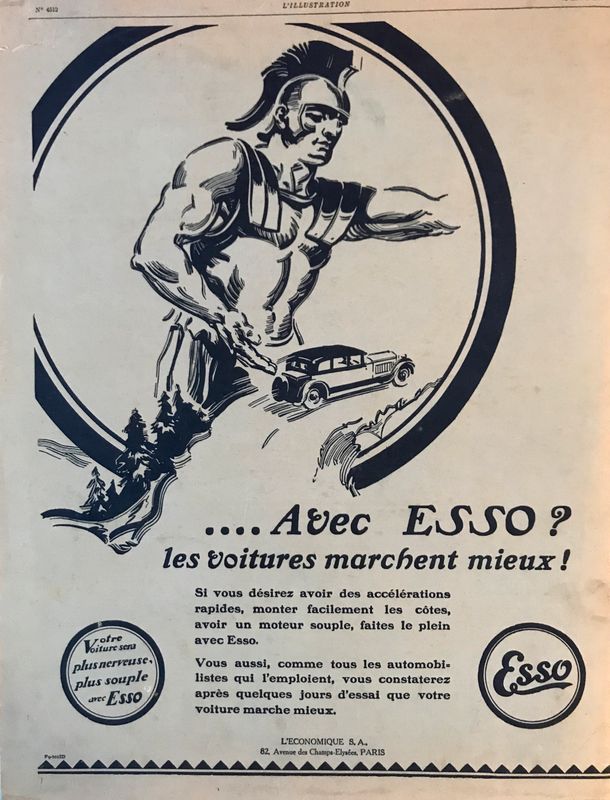 N° 4512
L'ILLUSTRATION
.... Avec ESSO ?
les voitures marchent mieux !
Si vous désirez avoir des accélérations
rapides, monter facilement les côtes,
avoir un moteur souple, faites le plein
avec Esso.
Vous aussi, comme tous les automobi-
listes qui l'emploient, vous constaterez
après quelques jours d'essai que votre
voiture marche mieux.
Votre
Voiture sera
plus nerveuse,
plus souple
avec ESSO
Esso
L'ECONOMIQUE S. A.,
82, Avenue des Champs-Elysées, PARIS